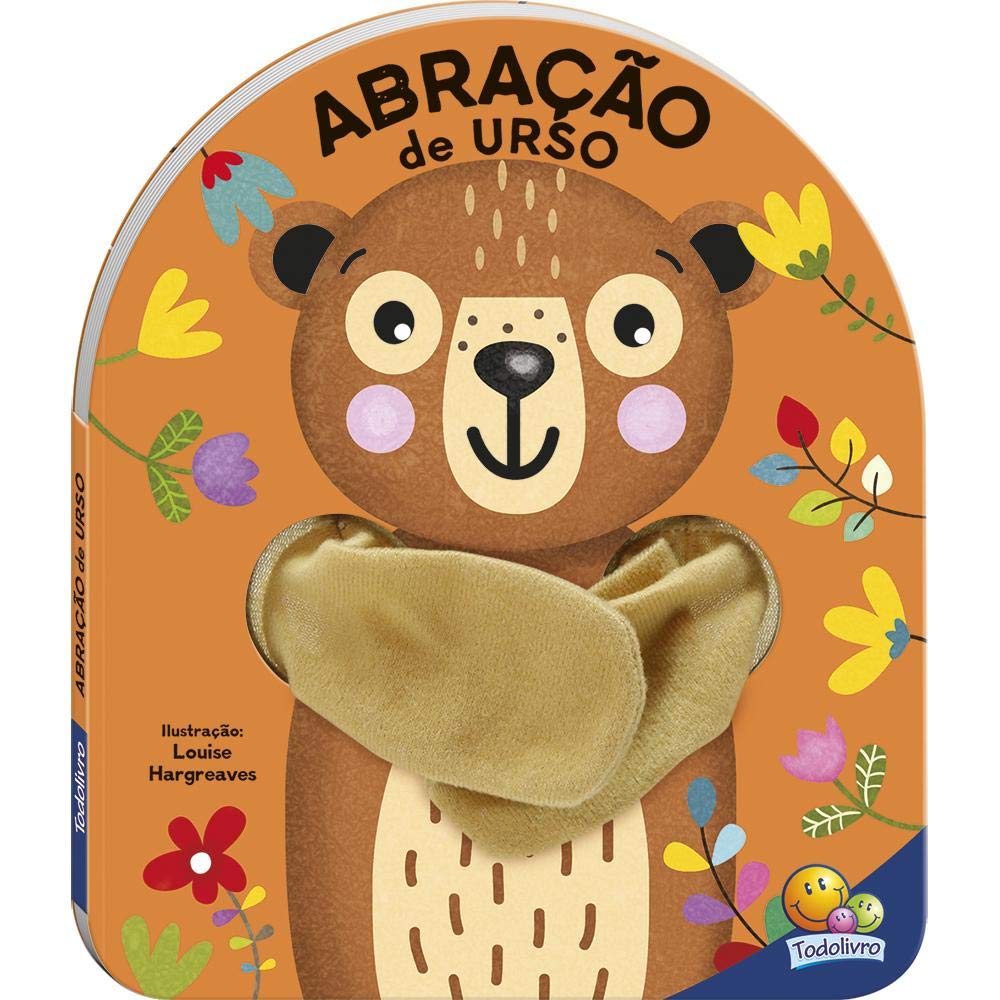 ABRAÇÃO
de URSO
ABRAÇÃO de URSO
Ilustração:
Louise
Hargreaves
Todolivro
Todolivro